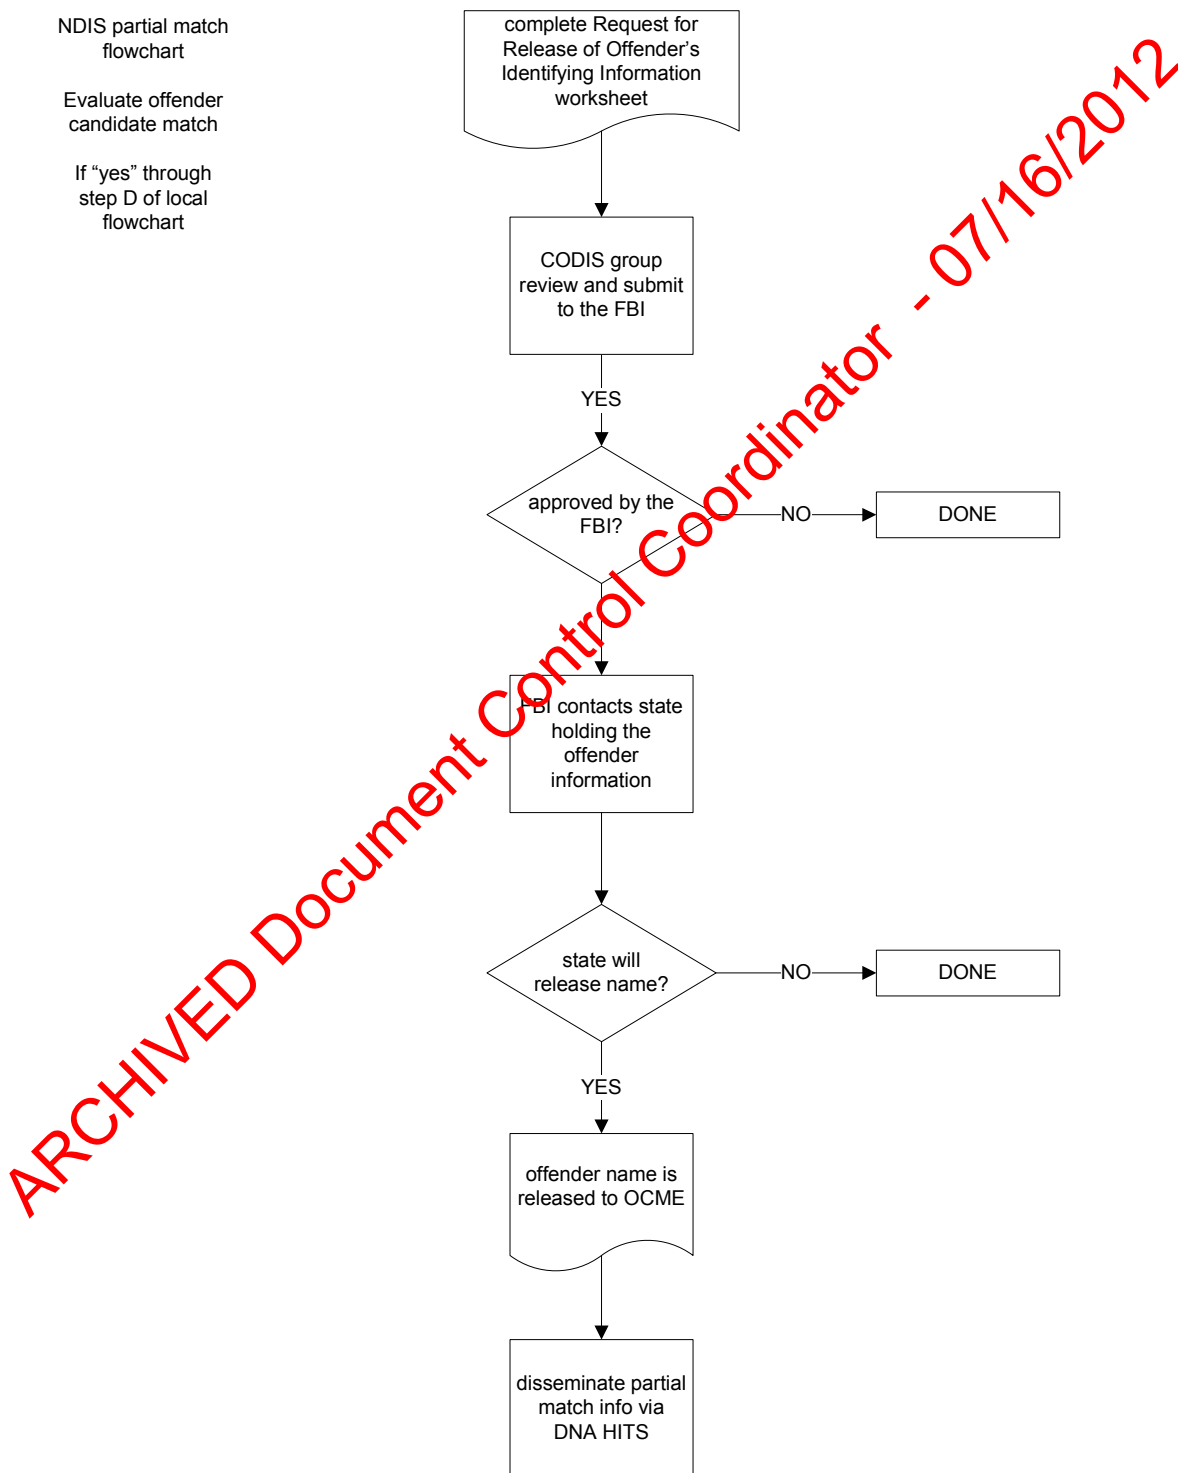 NDIS partial match
flowchart
Evaluate offender
candidate match
If “yes” through
step D of local
flowchart
complete Request for
Release of Offender’s
Identifying Information
worksheet
CODIS group
review and submit
to the FBI
YES
approved by the
FBI?
NO
DONE
FBI contacts state
holding the
offender
information
state will
release name?
NO
DONE
YES
offender name is
released to OCME
disseminate partial
match info via
DNA HITS
ARCHIVED Document Control Coordinator - 07/16/2012